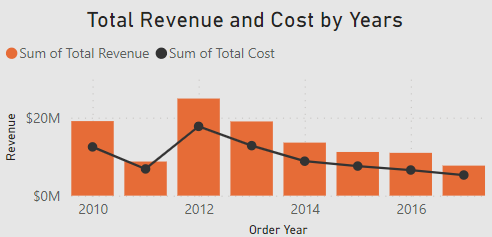 Total Revenue and Cost by Years
Sum of Total Revenue Sum of Total Cost
Revenue
$20M
$0M
2010 2012 2014 2016
Order Year